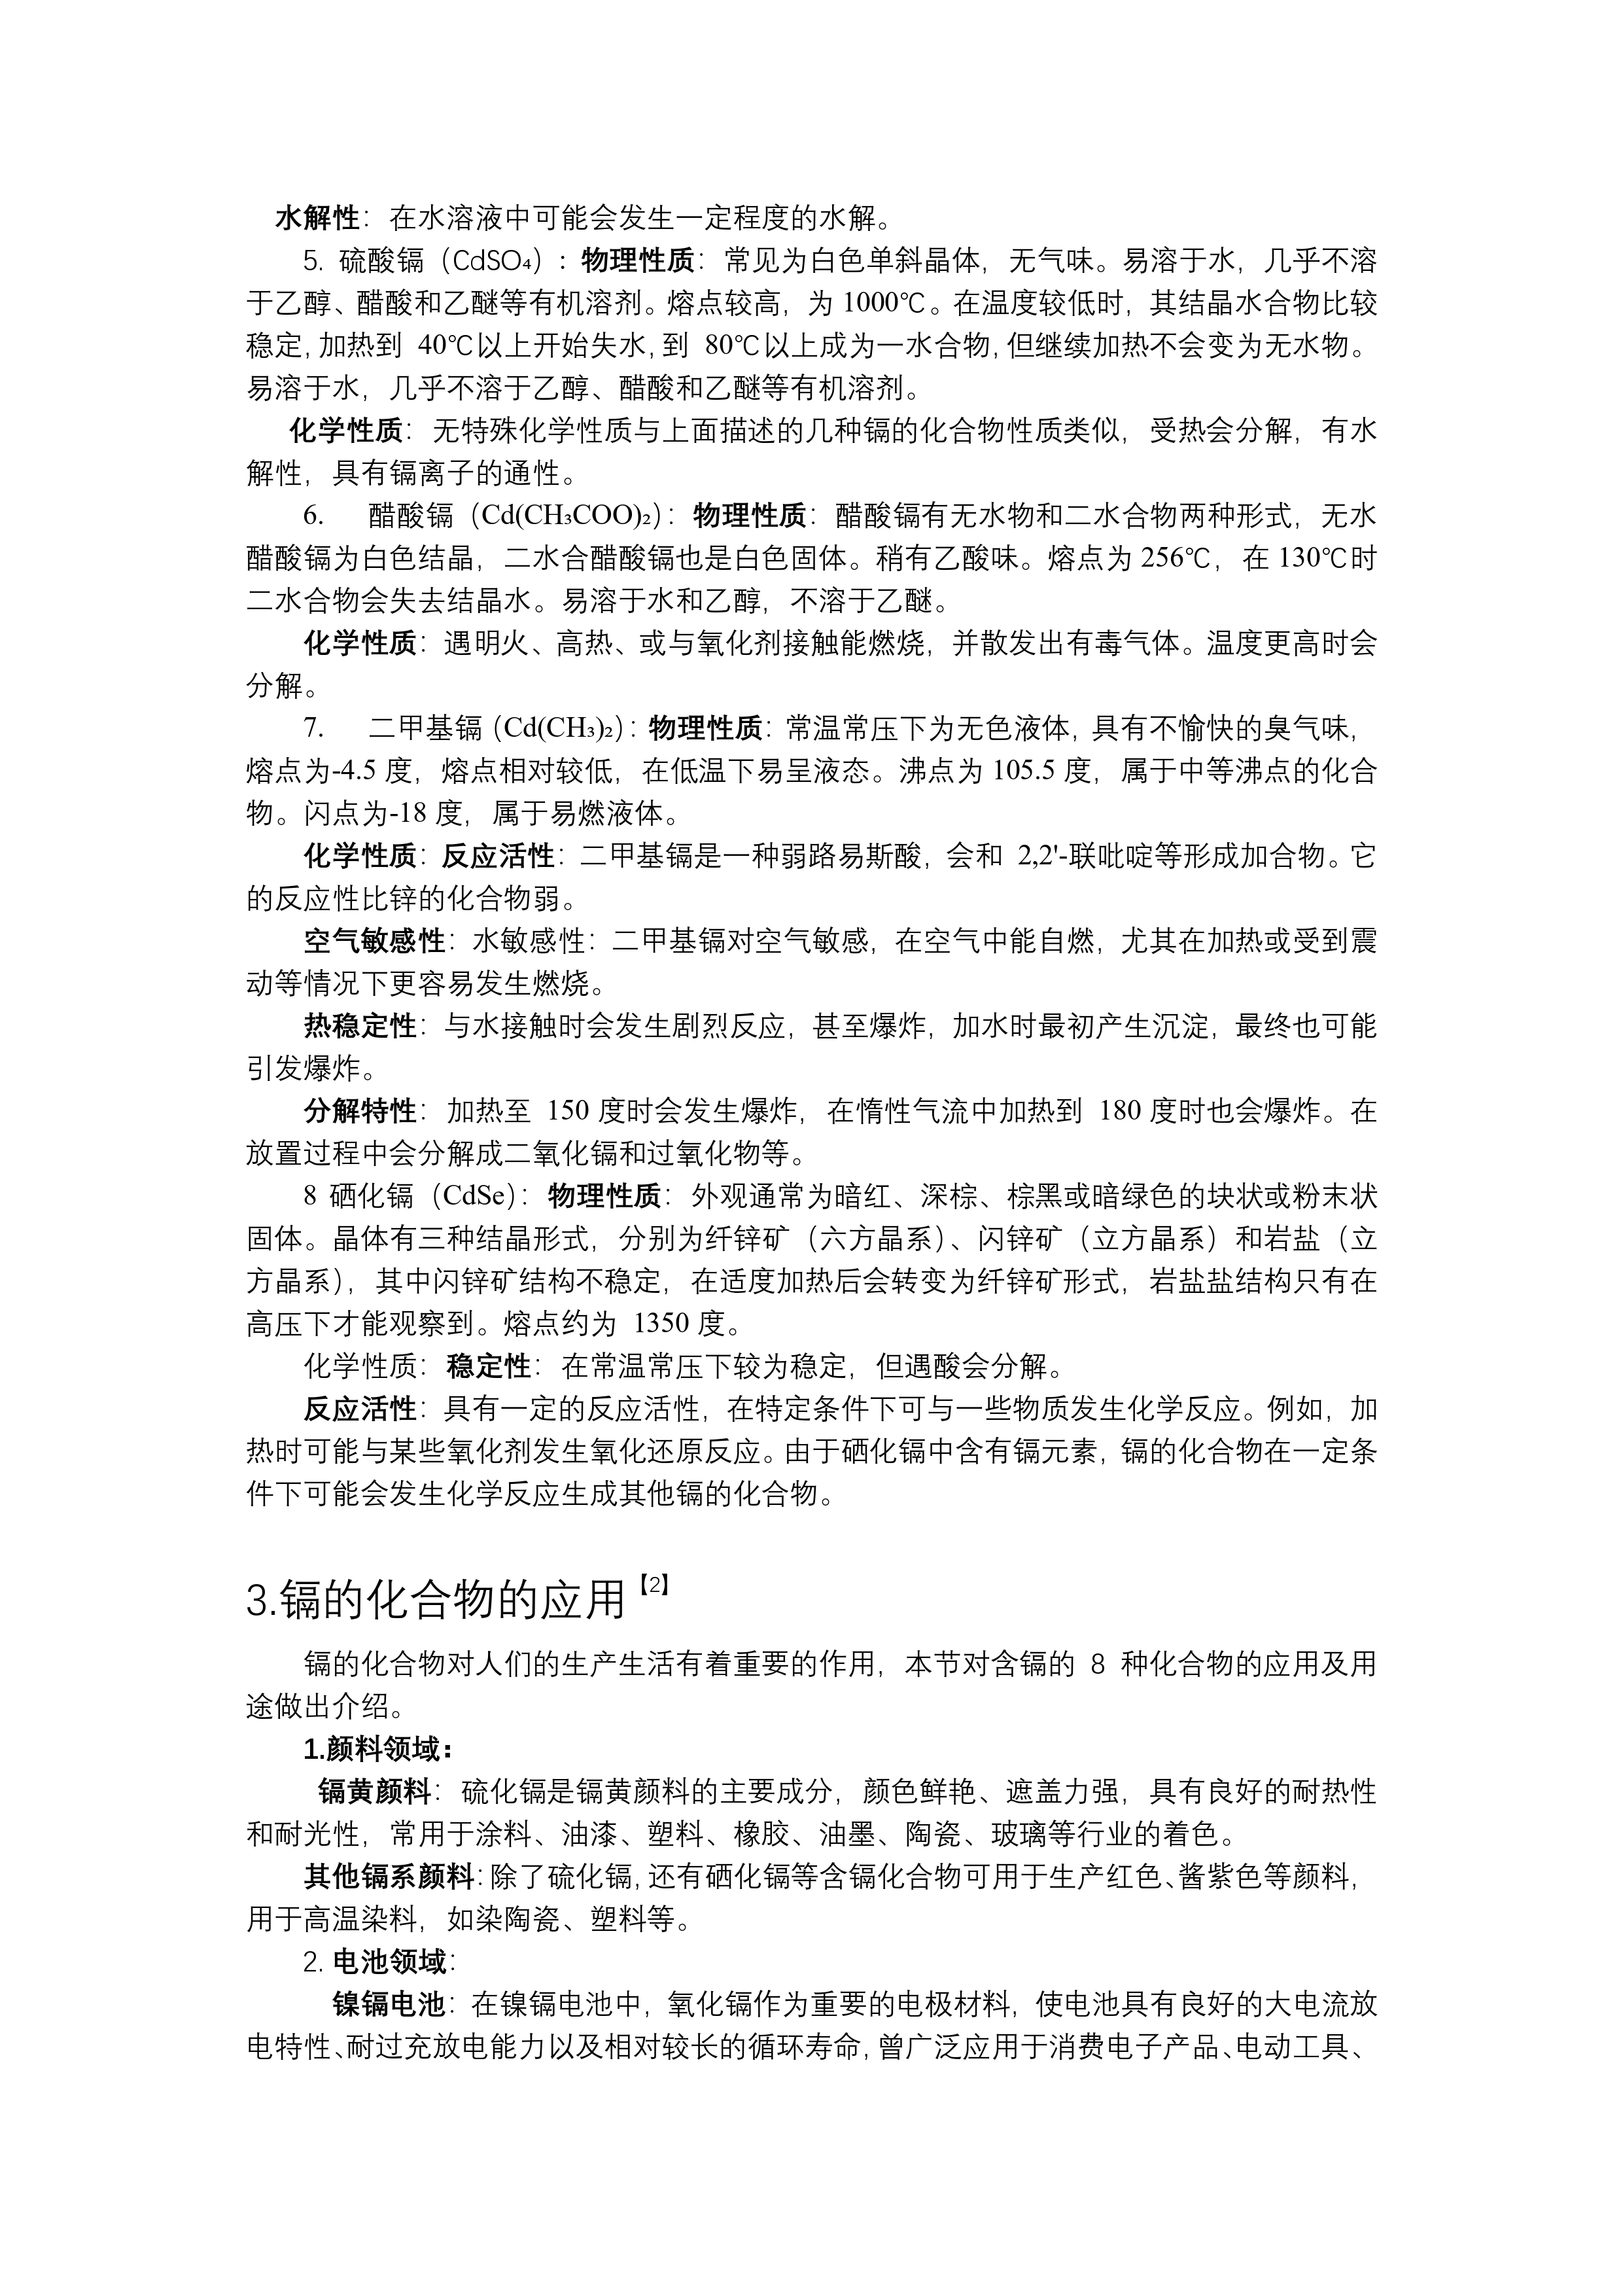 水解性：在水溶液中可能会发生一定程度的水解。
5. 硫酸镉（CdSO₄）：物理性质：常见为白色单斜晶体，无气味。易溶于水，几乎不溶
于乙醇、醋酸和乙醚等有机溶剂。熔点较高，为 1000℃。在温度较低时，其结晶水合物比较
稳定，加热到 40℃以上开始失水，到 80℃以上成为一水合物，但继续加热不会变为无水物。
易溶于水，几乎不溶于乙醇、醋酸和乙醚等有机溶剂。
化学性质：无特殊化学性质与上面描述的几种镉的化合物性质类似，受热会分解，有水
解性，具有镉离子的通性。
6. 醋酸镉（Cd(CH₃COO)₂）：物理性质：醋酸镉有无水物和二水合物两种形式，无水
醋酸镉为白色结晶，二水合醋酸镉也是白色固体。稍有乙酸味。熔点为 256℃，在 130℃时
二水合物会失去结晶水。易溶于水和乙醇，不溶于乙醚。
化学性质：遇明火、高热、或与氧化剂接触能燃烧，并散发出有毒气体。温度更高时会
分解。
7. 二甲基镉（Cd(CH₃)₂）：物理性质：常温常压下为无色液体，具有不愉快的臭气味，
熔点为-4.5 度，熔点相对较低，在低温下易呈液态。沸点为 105.5 度，属于中等沸点的化合
物。闪点为-18 度，属于易燃液体。
化学性质：反应活性：二甲基镉是一种弱路易斯酸，会和 2,2'-联吡啶等形成加合物。它
的反应性比锌的化合物弱。
空气敏感性：水敏感性：二甲基镉对空气敏感，在空气中能自燃，尤其在加热或受到震
动等情况下更容易发生燃烧。
热稳定性：与水接触时会发生剧烈反应，甚至爆炸，加水时最初产生沉淀，最终也可能
引发爆炸。
分解特性：加热至 150 度时会发生爆炸，在惰性气流中加热到 180 度时也会爆炸。在
放置过程中会分解成二氧化镉和过氧化物等。
8 硒化镉（CdSe）：物理性质：外观通常为暗红、深棕、棕黑或暗绿色的块状或粉末状
固体。晶体有三种结晶形式，分别为纤锌矿（六方晶系）、闪锌矿（立方晶系）和岩盐（立
方晶系），其中闪锌矿结构不稳定，在适度加热后会转变为纤锌矿形式，岩盐盐结构只有在
高压下才能观察到。熔点约为 1350 度。
化学性质：稳定性：在常温常压下较为稳定，但遇酸会分解。
反应活性：具有一定的反应活性，在特定条件下可与一些物质发生化学反应。例如，加
热时可能与某些氧化剂发生氧化还原反应。由于硒化镉中含有镉元素，镉的化合物在一定条
件下可能会发生化学反应生成其他镉的化合物。
3.镉的化合物的应用【2】
镉的化合物对人们的生产生活有着重要的作用，本节对含镉的 8 种化合物的应用及用
途做出介绍。
1.颜料领域：
镉黄颜料：硫化镉是镉黄颜料的主要成分，颜色鲜艳、遮盖力强，具有良好的耐热性
和耐光性，常用于涂料、油漆、塑料、橡胶、油墨、陶瓷、玻璃等行业的着色。
其他镉系颜料：除了硫化镉，还有硒化镉等含镉化合物可用于生产红色、酱紫色等颜料，
用于高温染料，如染陶瓷、塑料等。
2. 电池领域：
镍镉电池：在镍镉电池中，氧化镉作为重要的电极材料，使电池具有良好的大电流放
电特性、耐过充放电能力以及相对较长的循环寿命，曾广泛应用于消费电子产品、电动工具、